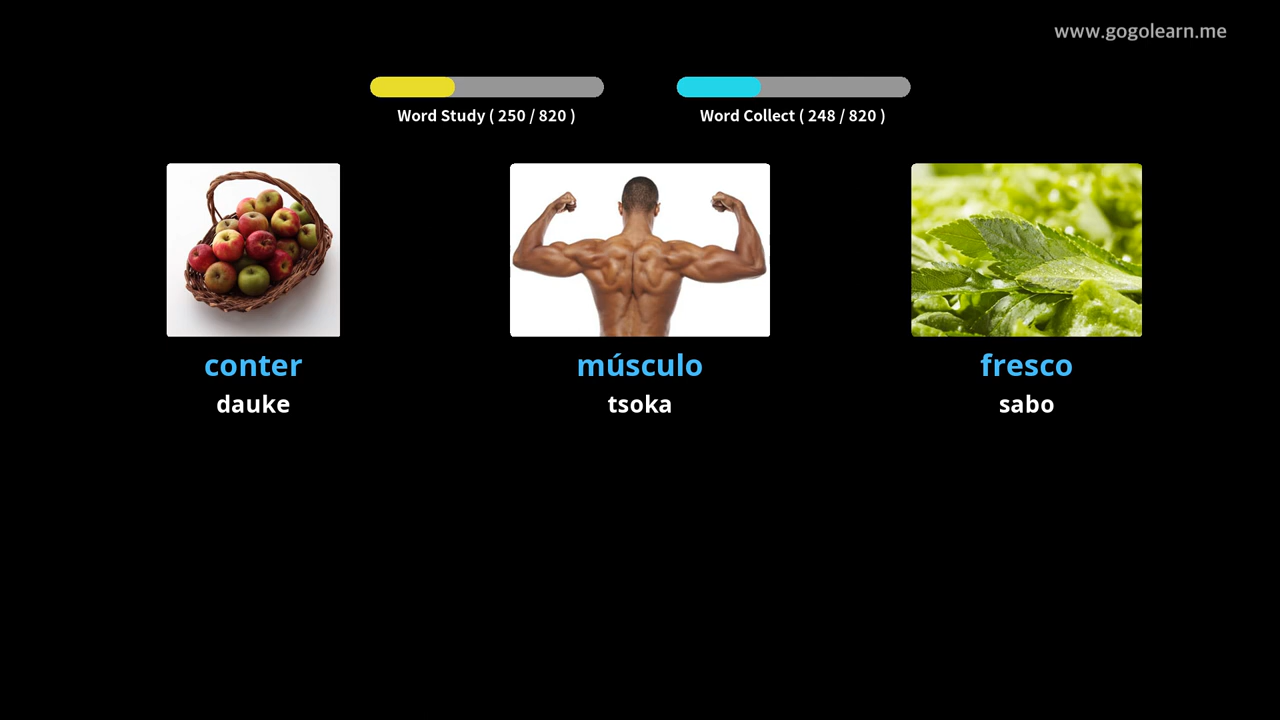 www.gogolearn.me
Word Study ( 250 / 820 )
Word Collect ( 248 / 820 )
conter
dauke
músculo
tsoka
fresco
sabo